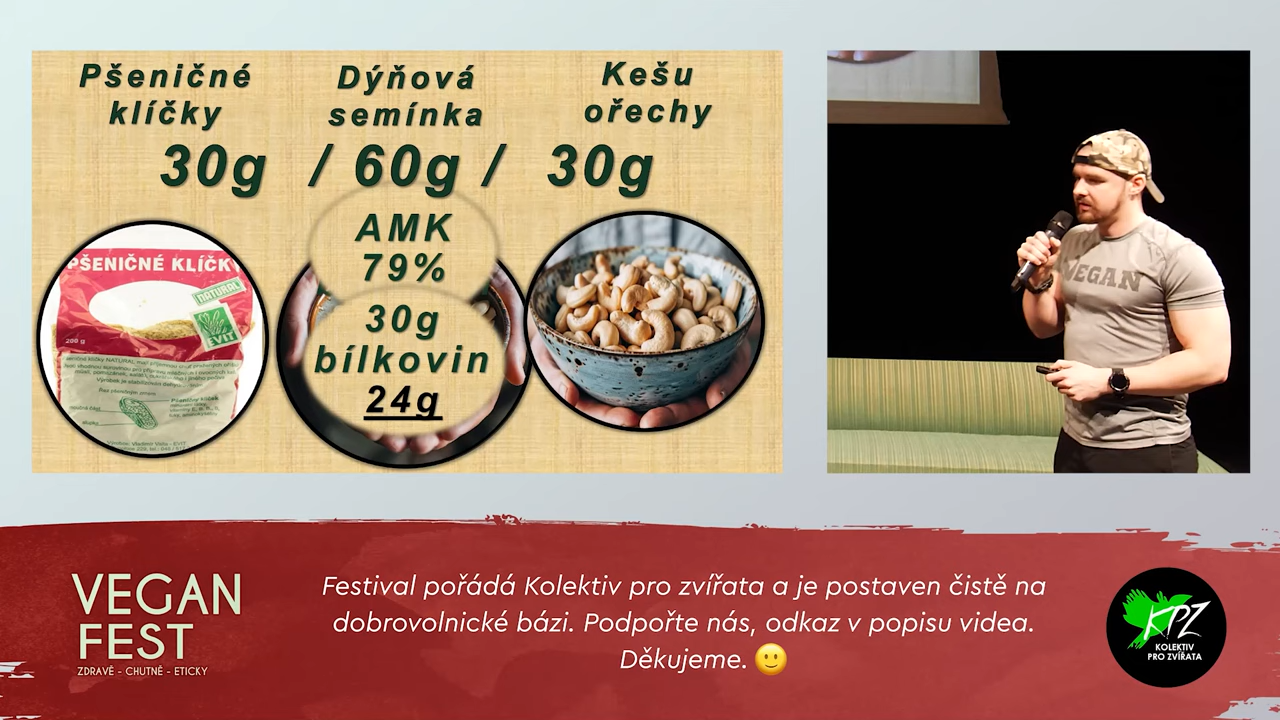 Pšeničné
klíčky
Dýňová
semínka
Kešu
ořechy
30g / 60g / 30g
AMK
79%
30g
bílkovin
24g
PŠENIČNÉ KLÍČK
NATURAL
EVIT
200 g
VEGAN
VEGAN
FEST
ZDRAVĚ - CHUTNĚ - ETICKY
Festival pořádá Kolektiv pro zvířata a je postaven čistě na
dobrovolnické bázi. Podpořte nás, odkaz v popisu videa.
Děkujeme. 🙂
KPZ
KOLEKTIV
PRO ZVÍŘATA